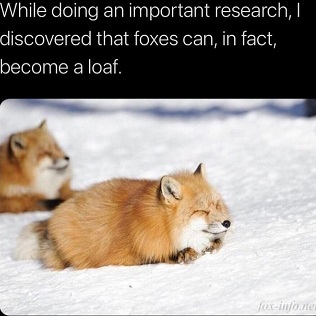 While doing an important research, I
discovered that foxes can, in fact,
become a loaf.
fox-info.ne